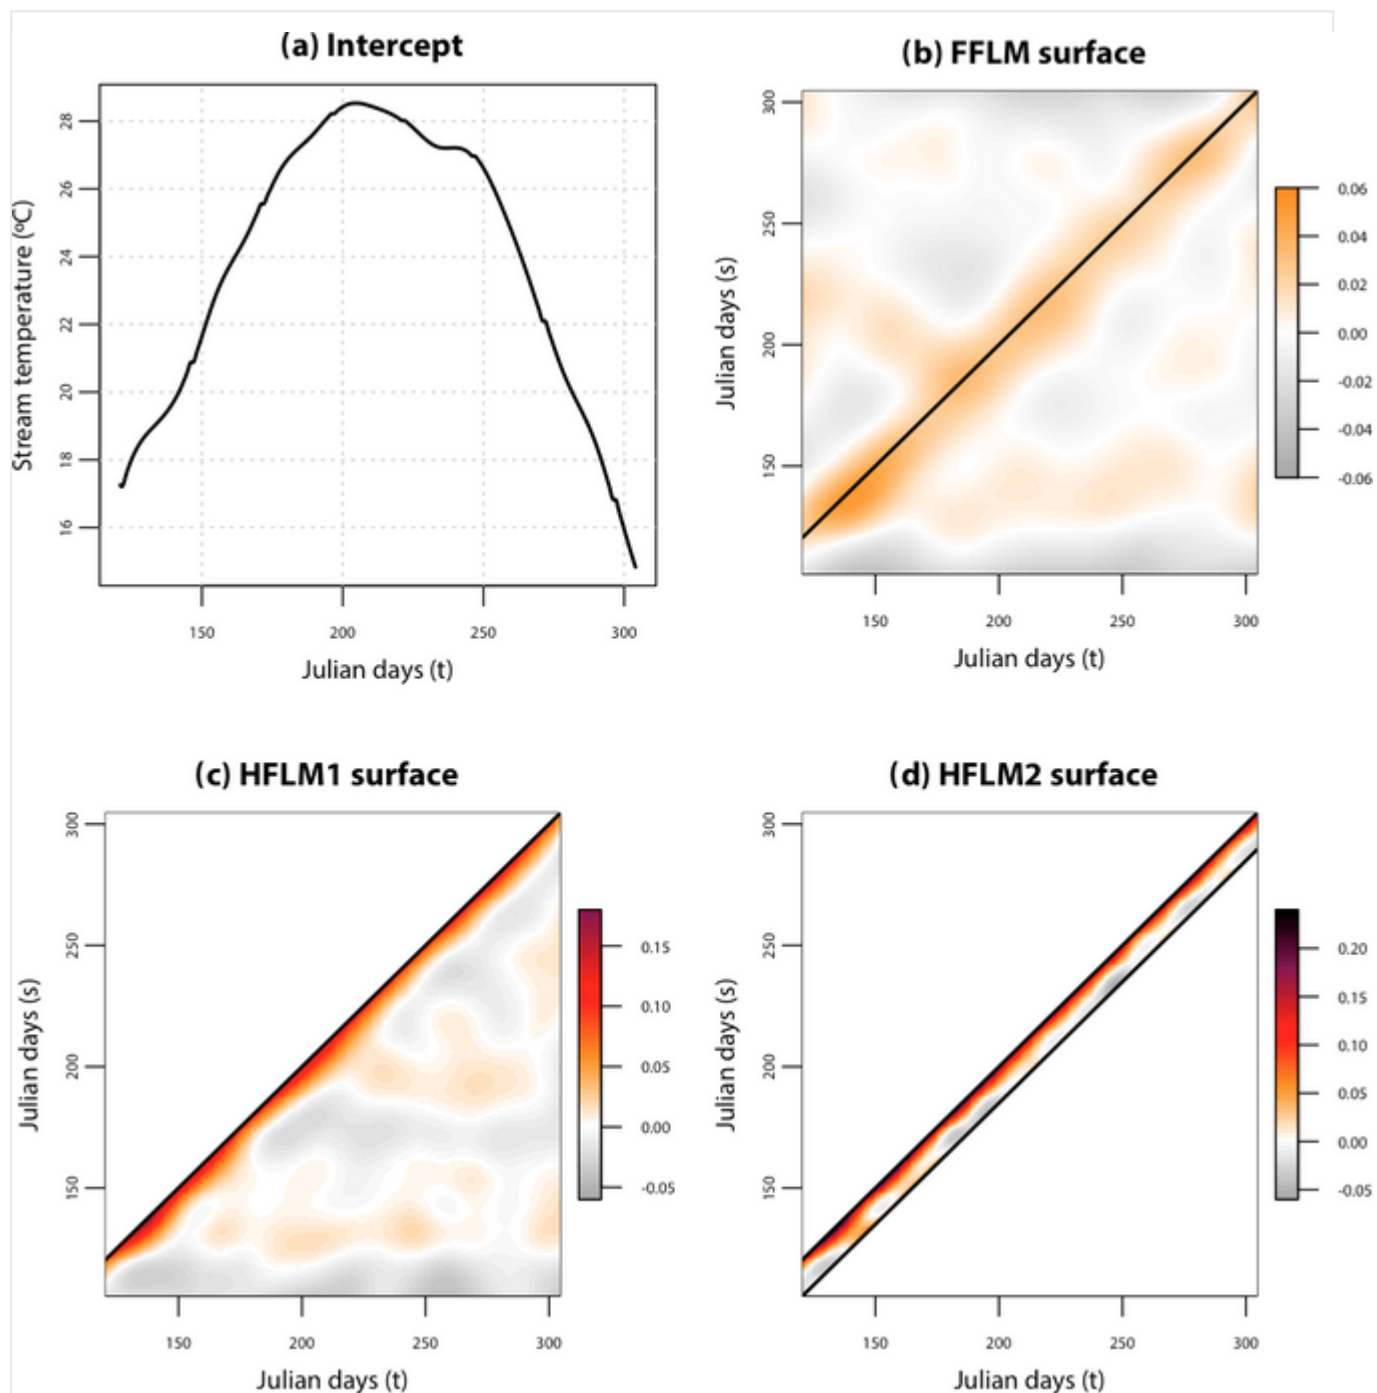 (a) Intercept
Stream temperature (ºC)
28
26
24
22
20
18
16
150 200 250 300
Julian days (t)
(b) FFLM surface
Julian days (s)
300
250
200
150
150 200 250 300
Julian days (t)
0.06
0.04
0.02
0.00
-0.02
-0.04
-0.06
(c) HFLM1 surface
Julian days (s)
300
250
200
150
150 200 250 300
Julian days (t)
0.15
0.10
0.05
0.00
-0.05
(d) HFLM2 surface
Julian days (s)
300
250
200
150
150 200 250 300
Julian days (t)
0.20
0.15
0.10
0.05
0.00
-0.05